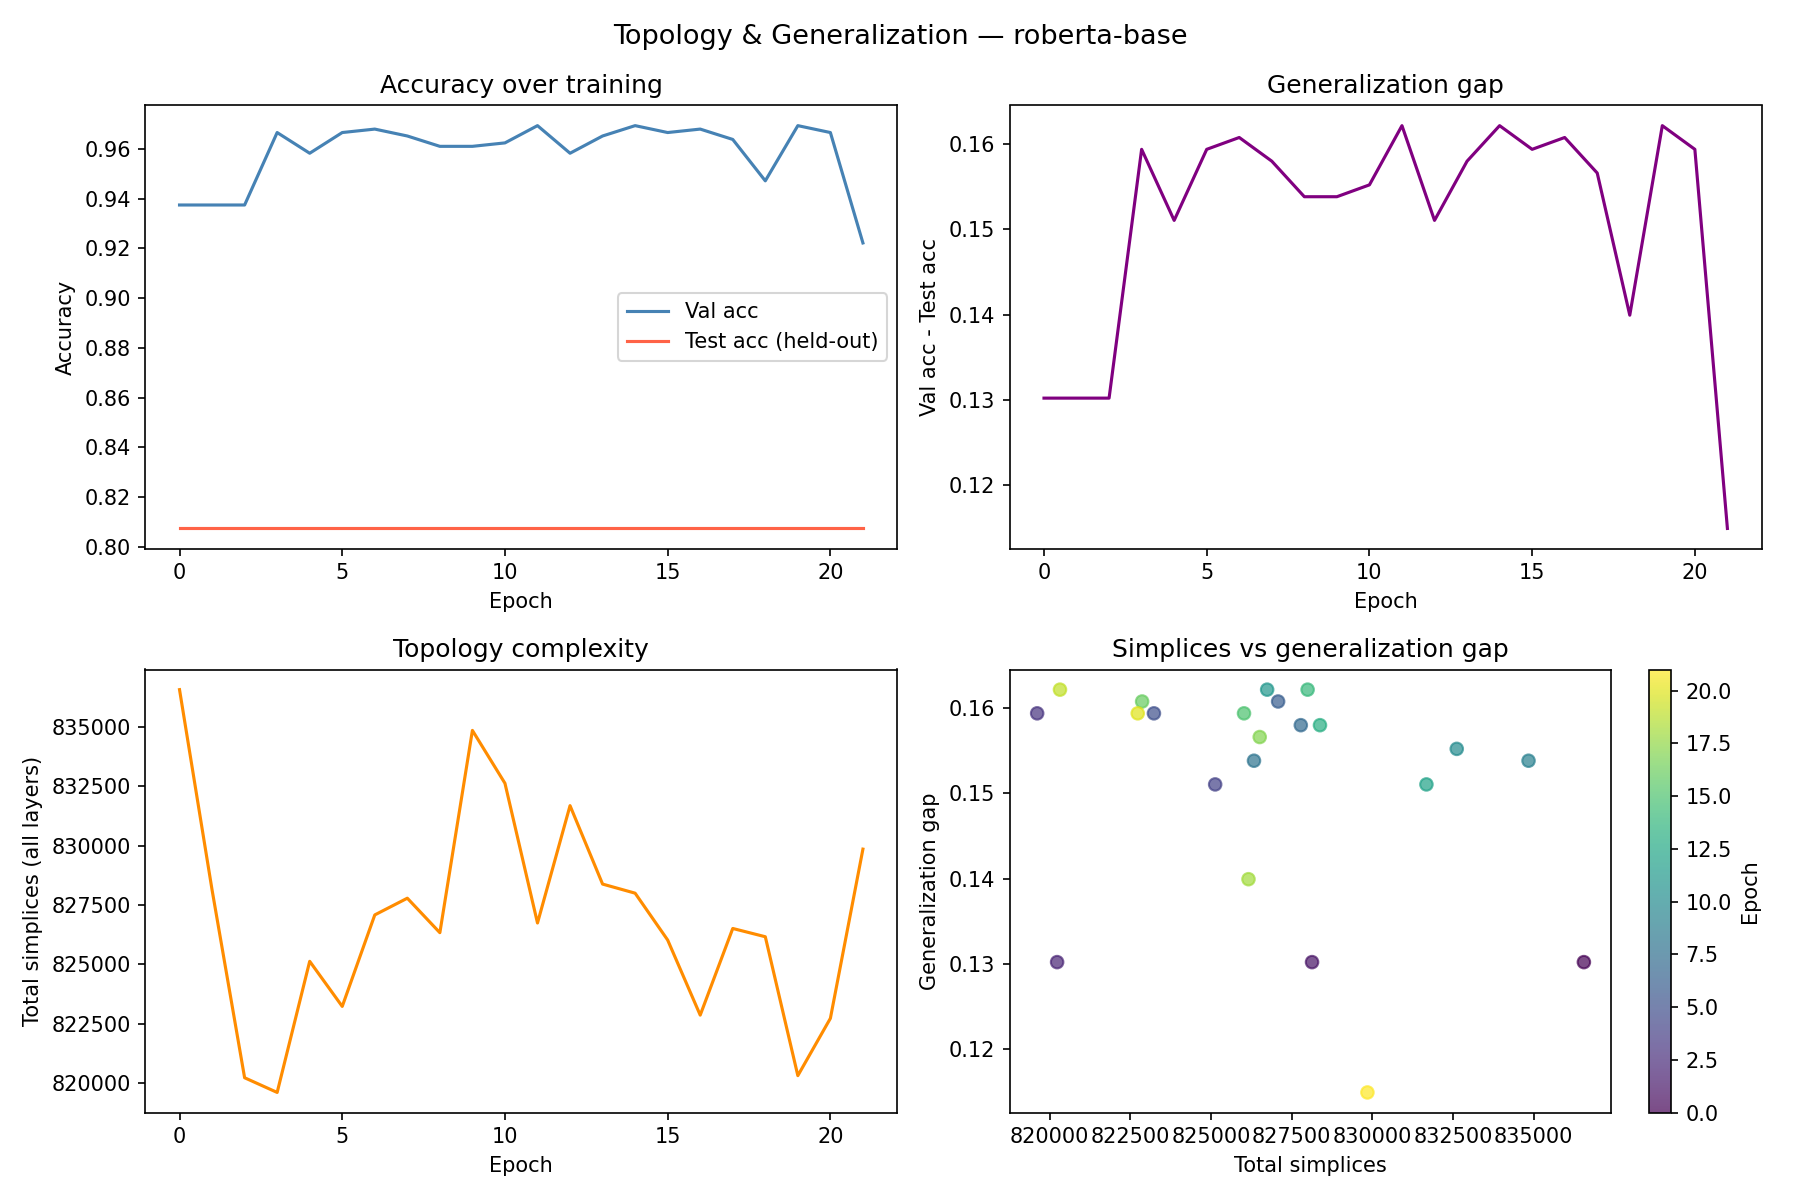 Topology & Generalization — roberta-base
Accuracy over training
Accuracy
0.96
0.94
0.92
0.90
0.88
0.86
0.84
0.82
0.80
Val acc
Test acc (held-out)
0 5 10 15 20
Epoch
Generalization gap
Val acc - Test acc
0.16
0.15
0.14
0.13
0.12
0 5 10 15 20
Epoch
Topology complexity
Total simplices (all layers)
835000
832500
830000
827500
825000
822500
820000
0 5 10 15 20
Epoch
Simplices vs generalization gap
Generalization gap
0.16
0.15
0.14
0.13
0.12
820000 822500 825000 827500 830000 832500 835000
Total simplices
20.0
17.5
15.0
12.5
10.0
7.5
5.0
2.5
0.0
Epoch